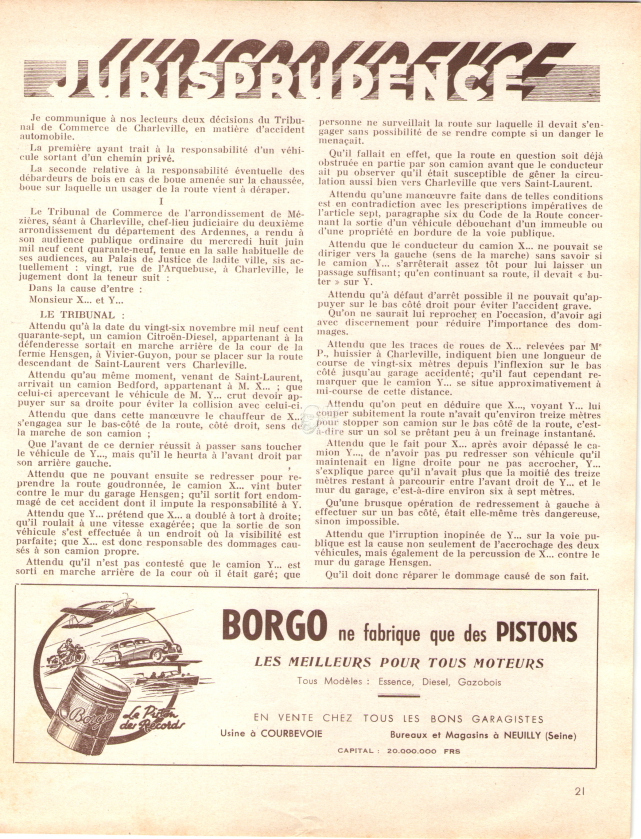 JURISPRUDENCE
Je communique à nos lecteurs deux décisions du Tribu-
nal de Commerce de Charleville, en matière d'accident
automobile.
La première ayant trait à la responsabilité d'un véhi-
cule sortant d'un chemin privé.
La seconde relative à la responsabilité éventuelle des
débardeurs de bois en cas de boue amenée sur la chaussée,
boue sur laquelle un usager de la route vient à déraper.
I
Le Tribunal de Commerce de l'arrondissement de Mé-
zières, séant à Charleville, chef-lieu judiciaire du deuxième
arrondissement du département des Ardennes, a rendu à
son audience publique ordinaire du mercredi huit juin
mil neuf cent quarante-neuf, tenue en la salle habituelle de
ses audiences, au Palais de Justice de ladite ville, sis ac-
tuellement : vingt, rue de l'Arquebuse, à Charleville, le
jugement dont la teneur suit :
Dans la cause d'entre :
Monsieur X... et Y...
LE TRIBUNAL :
Attendu qu'à la date du vingt-six novembre mil neuf cent
quarante-sept, un camion Citroën-Diesel, appartenant à la
défenderesse sortait en marche arrière de la cour de la
ferme Hensgen, à Vivier-Guyon, pour se placer sur la route
descendant de Saint-Laurent vers Charleville.
Attendu qu'au même moment, venant de Saint-Laurent,
arrivait un camion Bedford, appartenant à M. X... ; que
celui-ci apercevant le véhicule de M. Y... crut devoir ap-
puyer sur sa droite pour éviter la collision avec celui-ci.
Attendu que dans cette manœuvre le chauffeur de X...
s'engagea sur le bas-côté de la route, côté droit, sens de
la marche de son camion ;
Que l'avant de ce dernier réussit à passer sans toucher
le véhicule de Y..., mais qu'il le heurta à l'avant droit par
son arrière gauche.
Attendu que ne pouvant ensuite se redresser pour re-
prendre la route goudronnée, le camion X... vint buter
contre le mur du garage Hensgen; qu'il sortit fort endom-
magé de cet accident dont il impute la responsabilité à Y.
Attendu que Y... prétend que X... a doublé à tort à droite;
qu'il roulait à une vitesse exagérée; que la sortie de son
véhicule s'est effectuée à un endroit où la visibilité est
parfaite; que X... est donc responsable des dommages cau-
sés à son camion propre.
Attendu qu'il n'est pas contesté que le camion Y... est
sorti en marche arrière de la cour où il était garé; que
personne ne surveillait la route sur laquelle il devait s'en-
gager sans possibilité de se rendre compte si un danger le
menaçait.
Qu'il fallait en effet, que la route en question soit déjà
obstruée en partie par son camion avant que le conducteur
ait pu observer qu'il était susceptible de gêner la circu-
lation aussi bien vers Charleville que vers Saint-Laurent.
Attendu qu'une manœuvre faite dans de telles conditions
est en contradiction avec les prescriptions impératives de
l'article sept, paragraphe six du Code de la Route concer-
nant la sortie d'un véhicule débouchant d'un immeuble ou
d'une propriété en bordure de la voie publique.
Attendu que le conducteur du camion X... ne pouvait se
diriger vers la gauche (sens de la marche) sans savoir si
le camion Y... s'arrêterait assez tôt pour lui laisser un
passage suffisant; qu'en continuant sa route, il devait « bu-
ter » sur Y.
Attendu qu'à défaut d'arrêt possible il ne pouvait qu'ap-
puyer sur le bas côté droit pour éviter l'accident grave.
Qu'on ne saurait lui reprocher, en l'occasion, d'avoir agi
avec discernement pour réduire l'importance des dom-
mages.
Attendu que les traces de roues de X... relevées par Me
P., huissier à Charleville, indiquent bien une longueur de
course de vingt-six mètres depuis l'inflexion sur le bas
côté jusqu'au garage accidenté; qu'il faut cependant re-
marquer que le camion Y... se situe approximativement à
mi-course de cette distance.
Attendu qu'on peut en déduire que X..., voyant Y... lui
couper subitement la route n'avait qu'environ treize mètres
pour stopper son camion sur le bas côté de la route, c'est-
à-dire sur un sol se prêtant peu à un freinage instantané.
Attendu que le fait pour X... après avoir dépassé le ca-
mion Y..., de n'avoir pas pu redresser son véhicule qu'il
maintenait en ligne droite pour ne pas accrocher, Y...
s'explique parce qu'il n'avait plus que la moitié des treize
mètres restant à parcourir entre l'avant droit de Y... et le
mur du garage, c'est-à-dire environ six à sept mètres.
Qu'une brusque opération de redressement à gauche à
effectuer sur un bas côté, était elle-même très dangereuse,
sinon impossible.
Attendu que l'irruption inopinée de Y... sur la voie pu-
blique est la cause non seulement de l'accrochage des deux
véhicules, mais également de la percussion de X... contre le
mur du garage Hensgen.
Qu'il doit donc réparer le dommage causé de son fait.
Borgo
Le Piston
des Records
BORGO ne fabrique que des PISTONS
LES MEILLEURS POUR TOUS MOTEURS
Tous Modèles : Essence, Diesel, Gazobois
EN VENTE CHEZ TOUS LES BONS GARAGISTES
Usine à COURBEVOIE Bureaux et Magasins à NEUILLY (Seine)
CAPITAL : 20.000.000 FRS
21